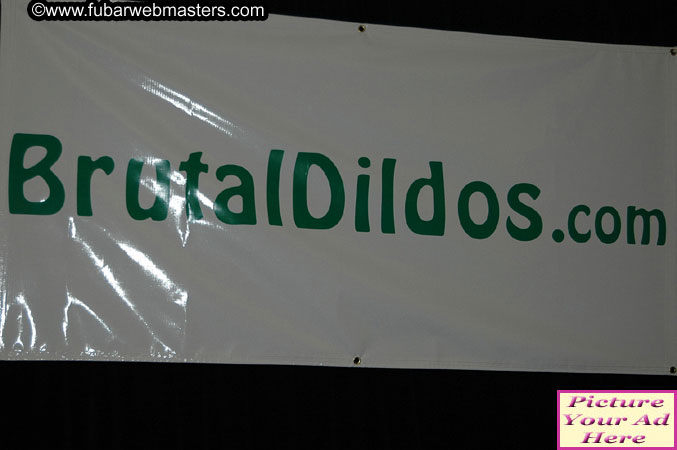 ©www.fubarwebmasters.com
BrutalDildos.com
Picture
Your Ad
Here